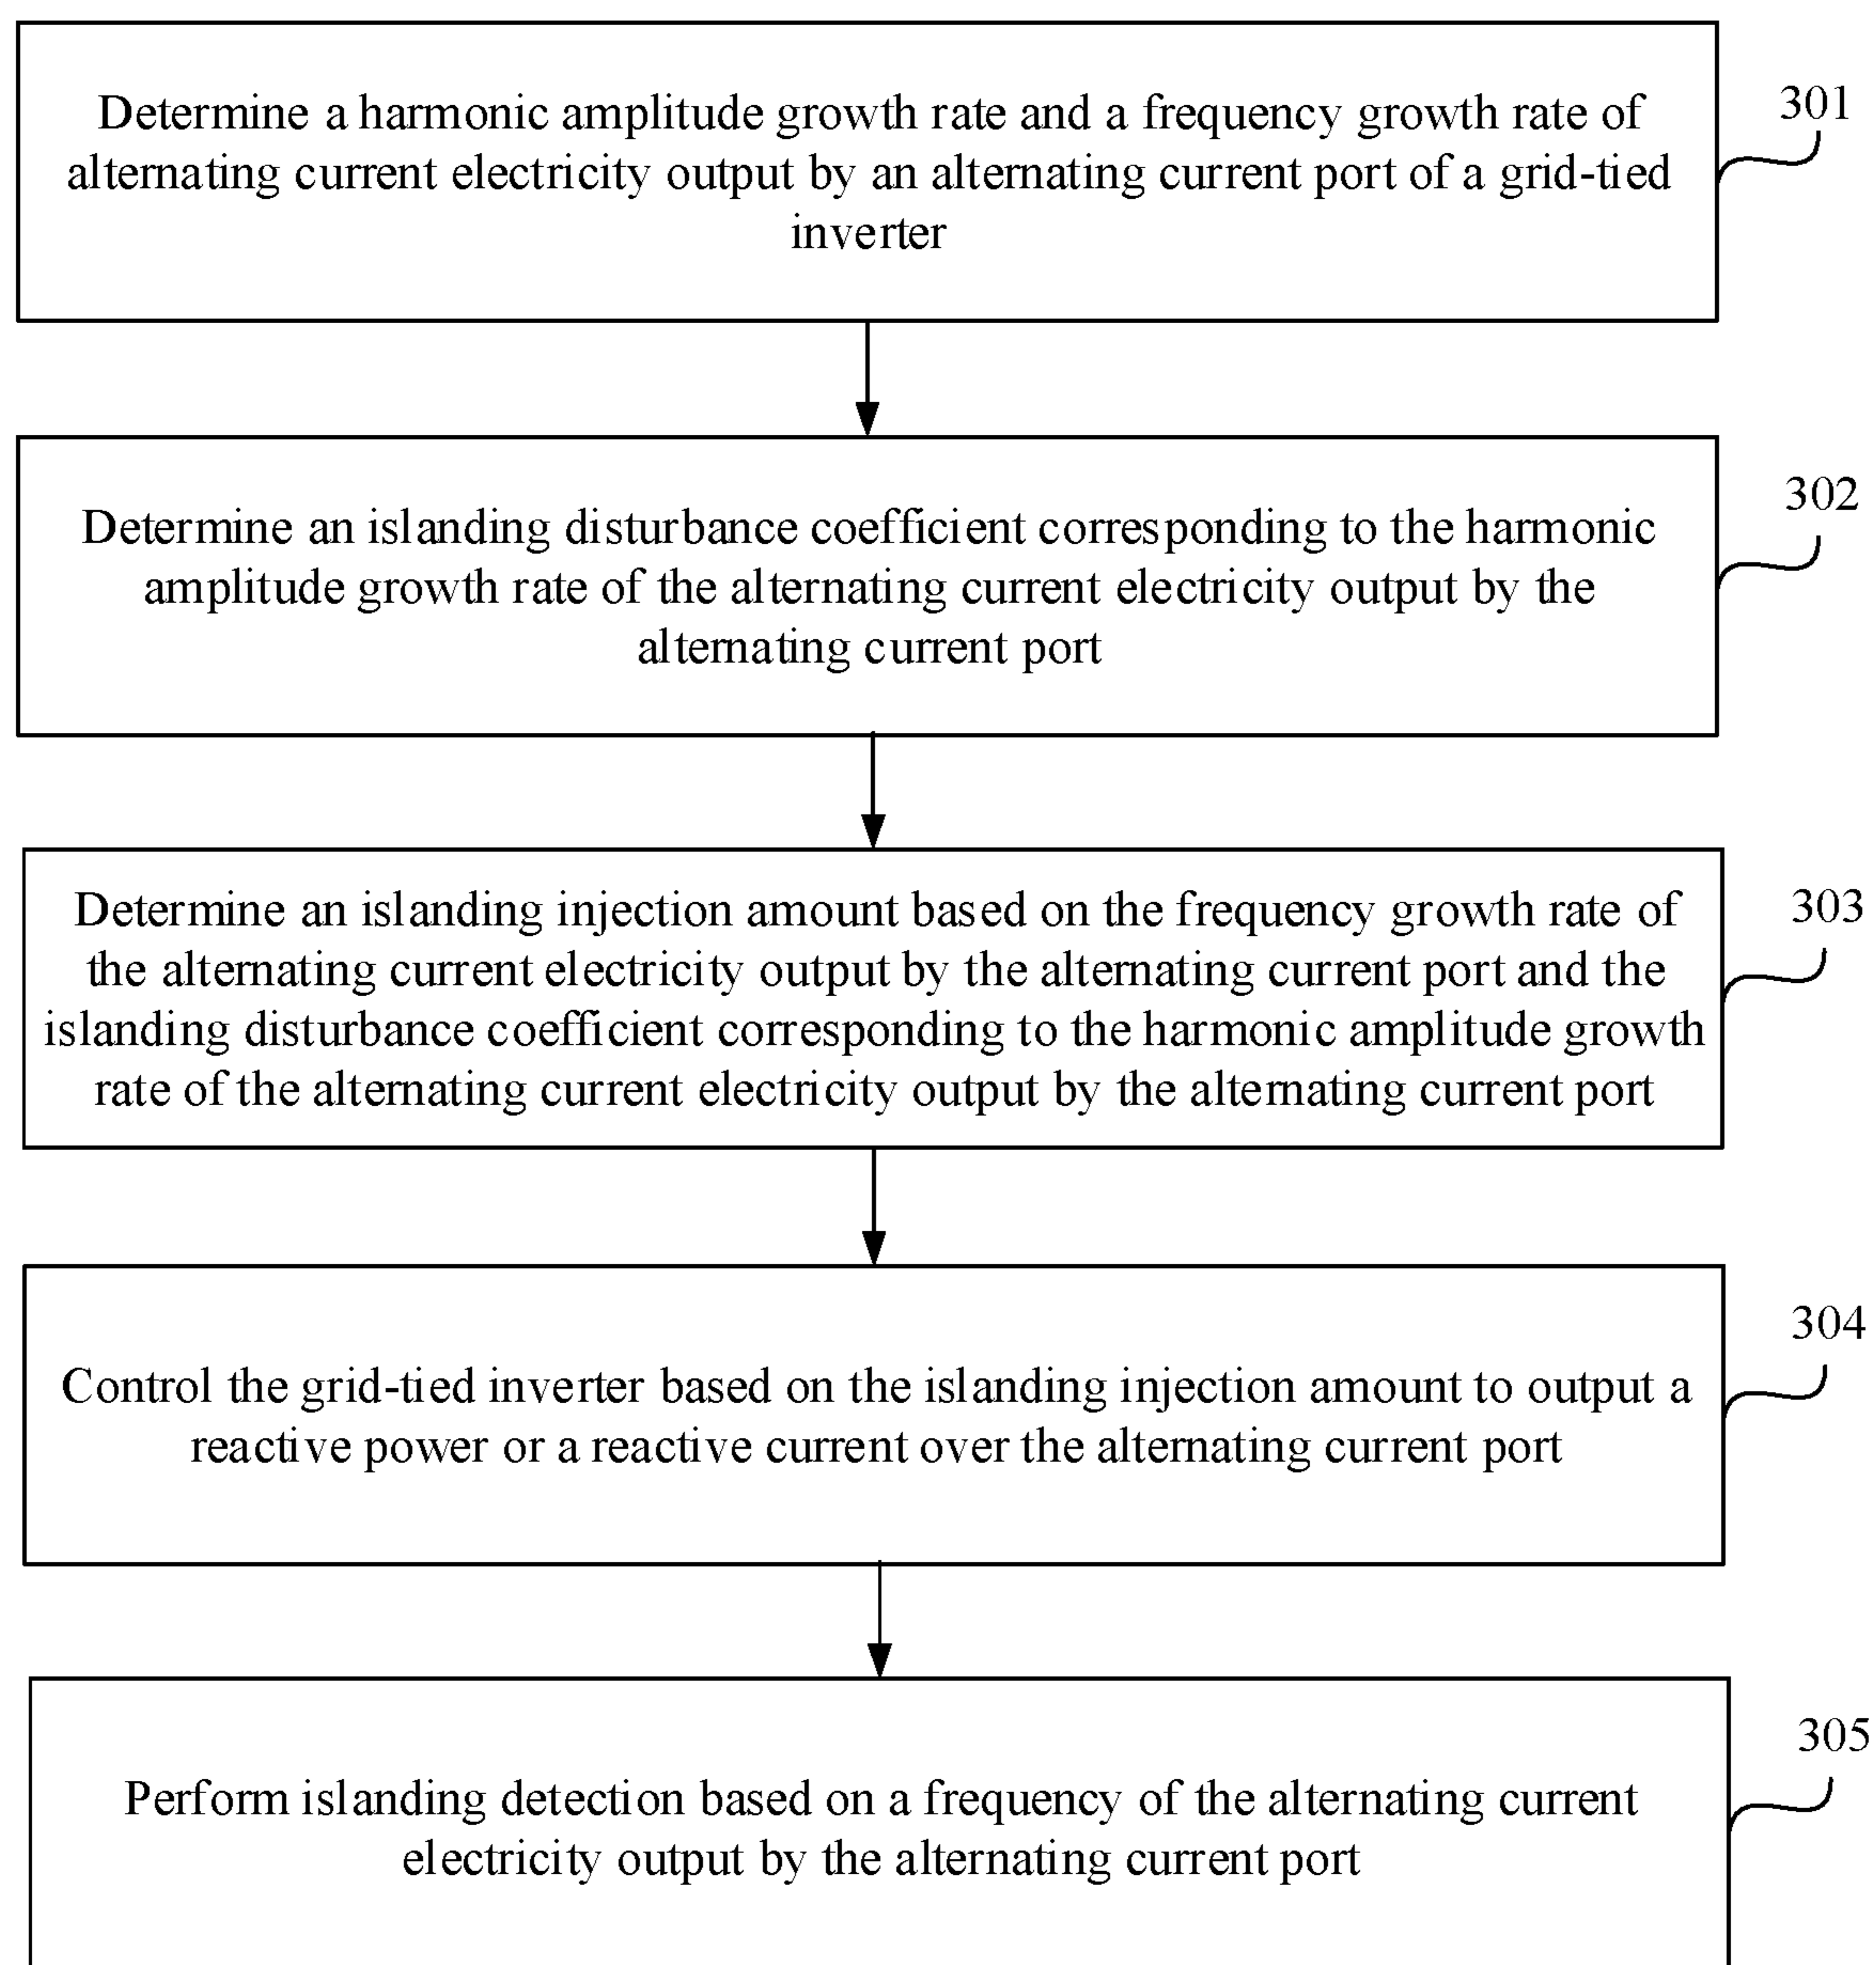 Determine a harmonic amplitude growth rate and a frequency growth rate of
alternating current electricity output by an alternating current port of a grid-tied
inverter
301
Determine an islanding disturbance coefficient corresponding to the harmonic
amplitude growth rate of the alternating current electricity output by the
alternating current port
302
Determine an islanding injection amount based on the frequency growth rate of
the alternating current electricity output by the alternating current port and the
islanding disturbance coefficient corresponding to the harmonic amplitude growth
rate of the alternating current electricity output by the alternating current port
303
Control the grid-tied inverter based on the islanding injection amount to output a
reactive power or a reactive current over the alternating current port
304
Perform islanding detection based on a frequency of the alternating current
electricity output by the alternating current port
305